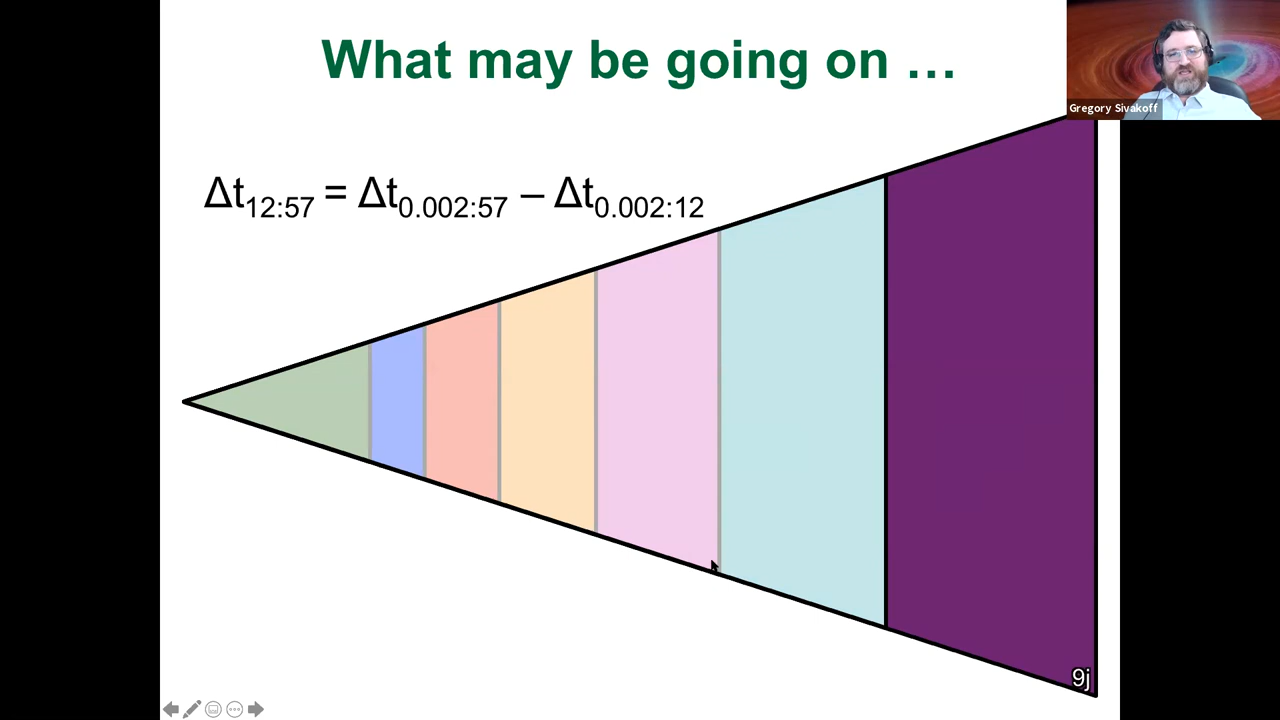 What may be going on …
Gregory Sivakoff
Δt12:57 = Δt0.002:57 – Δt0.002:12
9j